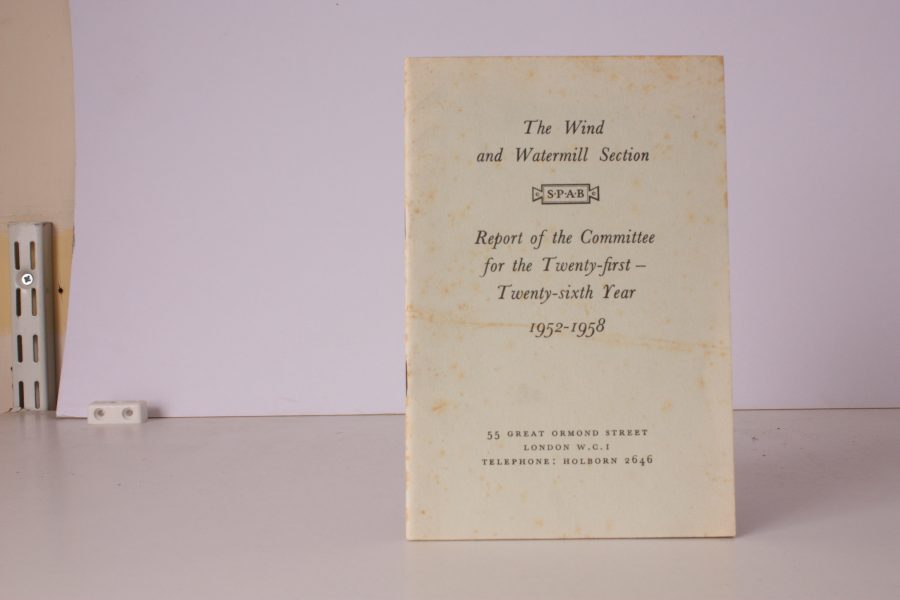 The Wind
and Watermill Section
S·P·A·B
Report of the Committee
for the Twenty-first –
Twenty-sixth Year
1952-1958
55 GREAT ORMOND STREET
LONDON W.C.1
TELEPHONE: HOLBORN 2646